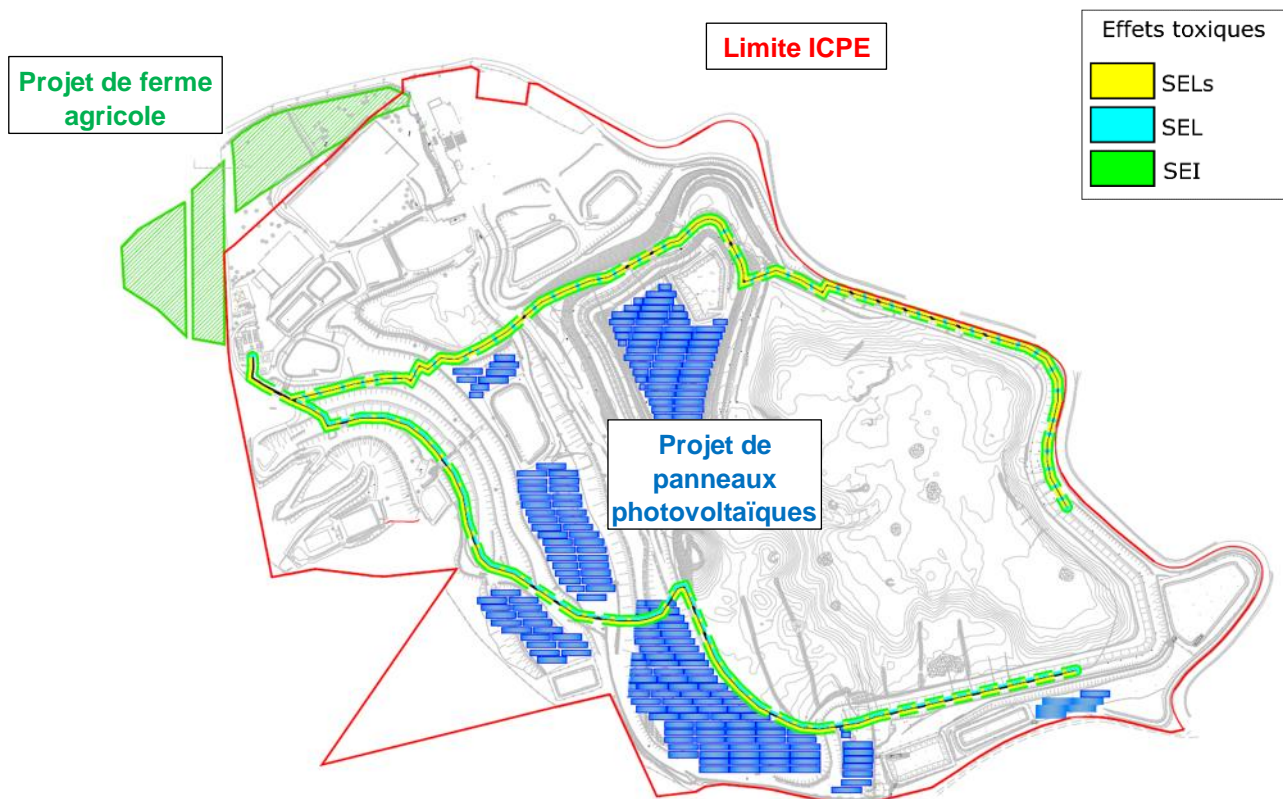 Limite ICPE
Effets toxiques
SELs
SEL
SEI
Projet de ferme
agricole
Projet de
panneaux
photovoltaïques